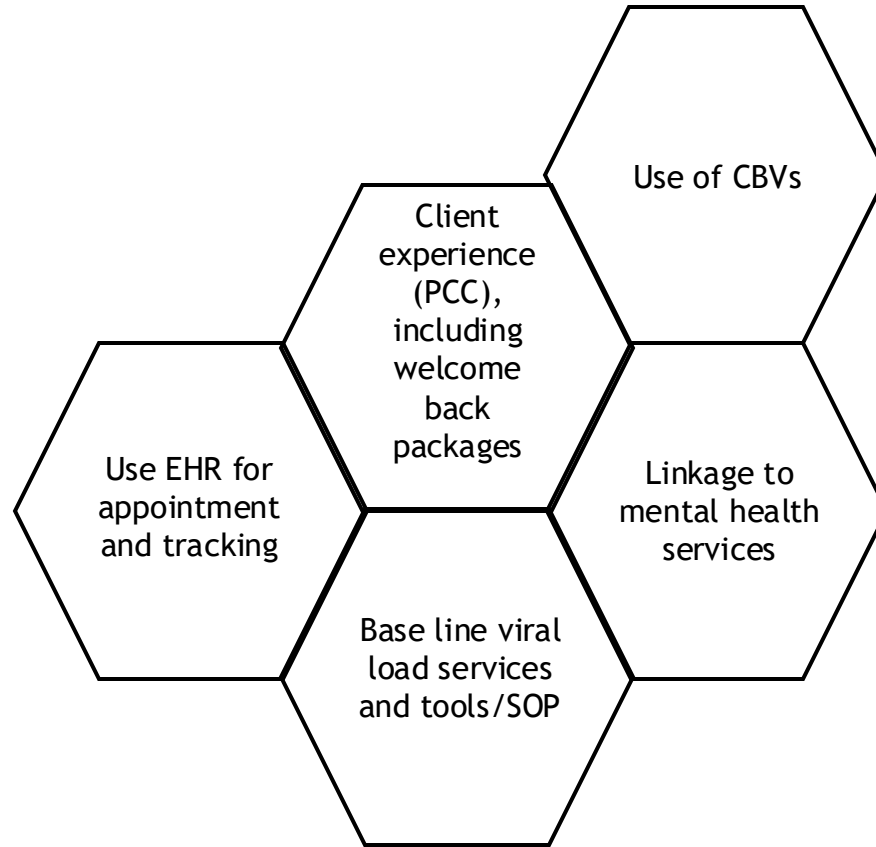 Use of CBVs
Client
experience
(PCC),
including
welcome
back
packages
Use EHR for
appointment
and tracking
Linkage to
mental health
services
Base line viral
load services
and tools/SOP